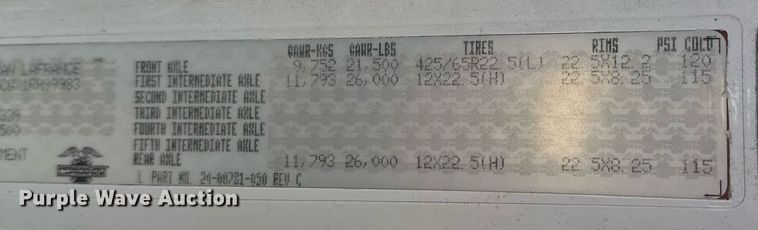 GAWR-KGS GAWR-LBS TIRES RIMS PSI COLD
FRONT AXLE 9,752 21,500 425/65R22.5(L) 22.5X12.2 120
FIRST INTERMEDIATE AXLE 11,793 26,000 12X22.5(H) 22.5X8.25 115
SECOND INTERMEDIATE AXLE
THIRD INTERMEDIATE AXLE
FOURTH INTERMEDIATE AXLE
FIFTH INTERMEDIATE AXLE
REAR AXLE 11,793 26,000 12X22.5(H) 22.5X8.25 115
PART NO. 24-00781-050 REV C
LAFRANCE
MENT
Purple Wave Auction